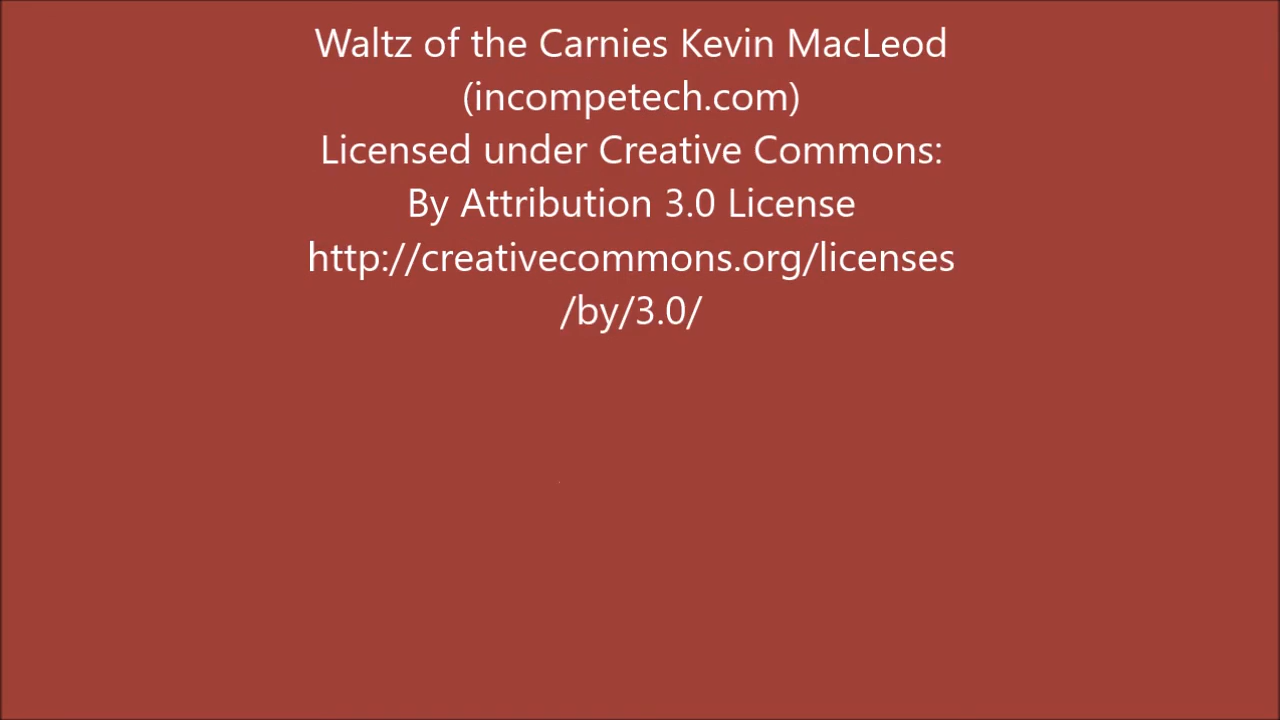 Waltz of the Carnies Kevin MacLeod
(incompetech.com)
Licensed under Creative Commons:
By Attribution 3.0 License
http://creativecommons.org/licenses
/by/3.0/